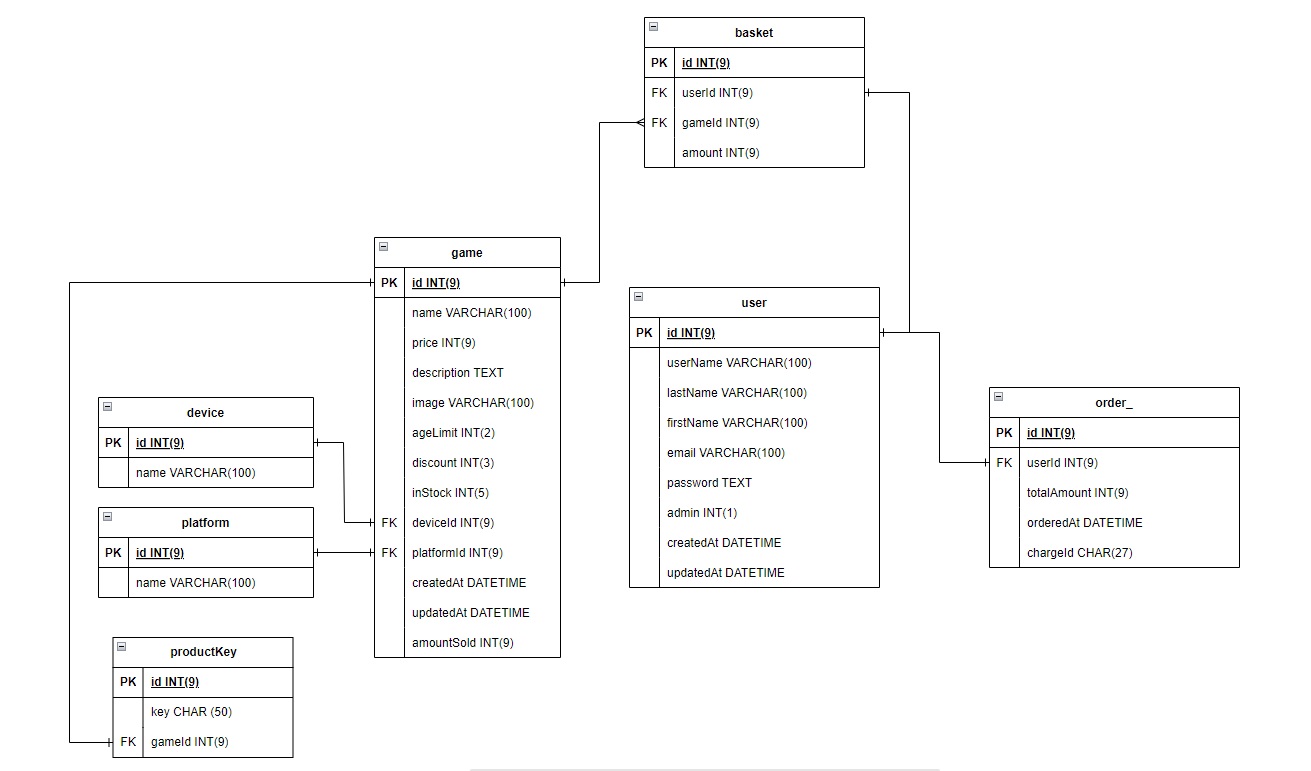 basket
PK id INT(9)
FK userId INT(9)
FK gameId INT(9)
amount INT(9)
game
PK id INT(9)
name VARCHAR(100)
price INT(9)
description TEXT
image VARCHAR(100)
ageLimit INT(2)
discount INT(3)
inStock INT(5)
FK deviceId INT(9)
FK platformId INT(9)
createdAt DATETIME
updatedAt DATETIME
amountSold INT(9)
user
PK id INT(9)
userName VARCHAR(100)
lastName VARCHAR(100)
firstName VARCHAR(100)
email VARCHAR(100)
password TEXT
admin INT(1)
createdAt DATETIME
updatedAt DATETIME
order_
PK id INT(9)
FK userId INT(9)
totalAmount INT(9)
orderedAt DATETIME
chargeId CHAR(27)
device
PK id INT(9)
name VARCHAR(100)
platform
PK id INT(9)
name VARCHAR(100)
productKey
PK id INT(9)
key CHAR (50)
FK gameId INT(9)